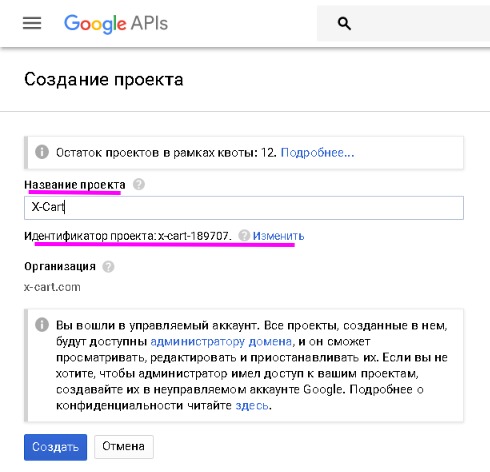 Google APIs
Создание проекта
Остаток проектов в рамках квоты: 12. Подробнее...
Название проекта
X-Cart
Идентификатор проекта: x-cart-189707. Изменить
Организация
x-cart.com
Вы вошли в управляемый аккаунт. Все проекты, созданные в нем,
будут доступны администратору домена, и он сможет
просматривать, редактировать и приостанавливать их. Если вы не
хотите, чтобы администратор имел доступ к вашим проектам,
создавайте их в неуправляемом аккаунте Google. Подробнее о
конфиденциальности читайте здесь.
Создать Отмена